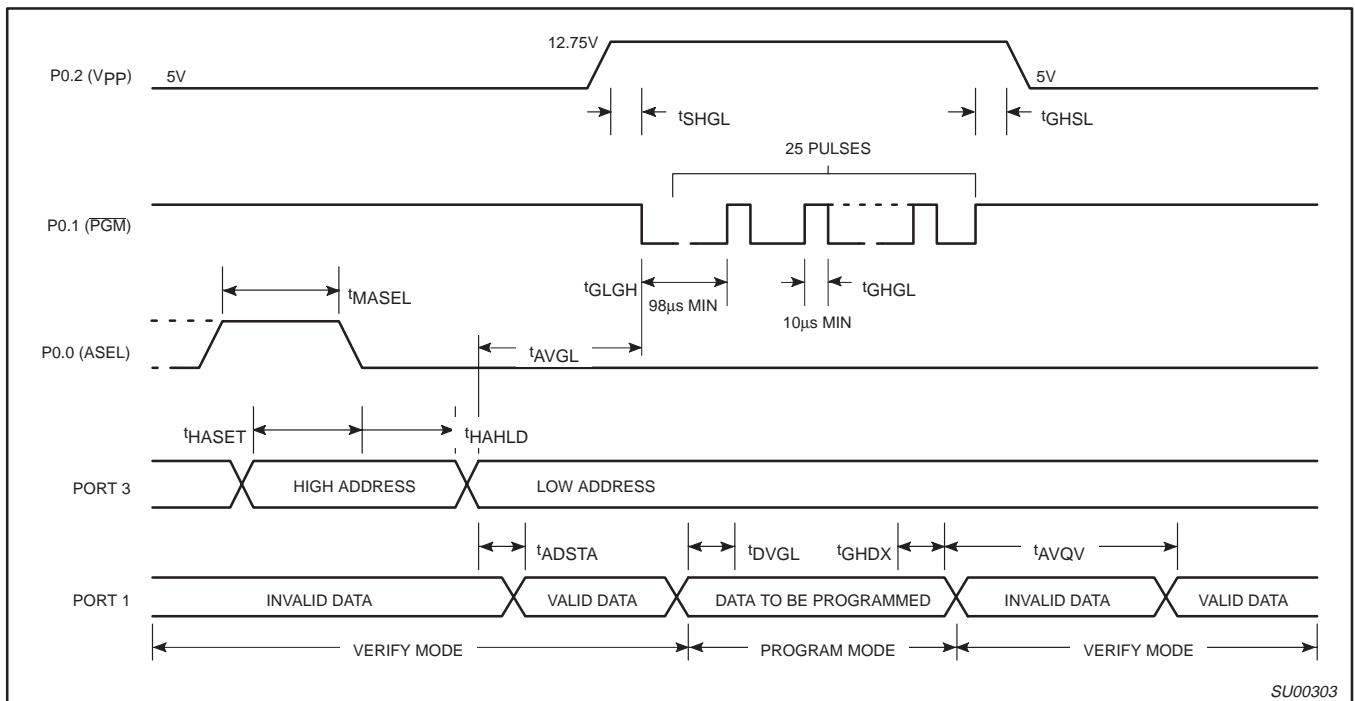 12.75V
P0.2 (VPP)
5V
5V
tSHGL
tGHSL
25 PULSES
P0.1 (PGM)
tMASEL
tGLGH
98µs MIN
tGHGL
10µs MIN
P0.0 (ASEL)
tAVGL
tHASET
tHAHLD
PORT 3
HIGH ADDRESS
LOW ADDRESS
tADSTA
tDVGL
tGHDX
tAVQV
PORT 1
INVALID DATA
VALID DATA
DATA TO BE PROGRAMMED
INVALID DATA
VALID DATA
VERIFY MODE
PROGRAM MODE
VERIFY MODE
SU00303